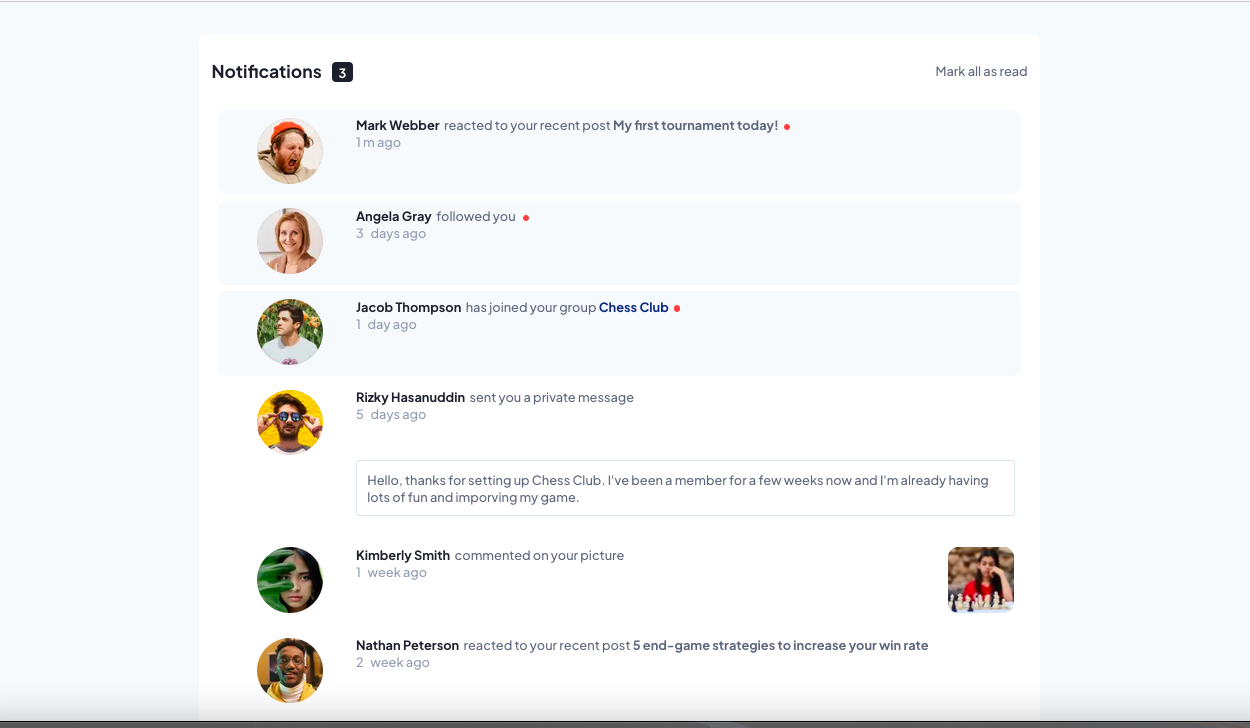 Notifications 3
Mark all as read
Mark Webber reacted to your recent post My first tournament today!
1 m ago
Angela Gray followed you
3 days ago
Jacob Thompson has joined your group Chess Club
1 day ago
Rizky Hasanuddin sent you a private message
5 days ago
Hello, thanks for setting up Chess Club. I've been a member for a few weeks now and I'm already having
lots of fun and imporving my game.
Kimberly Smith commented on your picture
1 week ago
Nathan Peterson reacted to your recent post 5 end-game strategies to increase your win rate
2 week ago